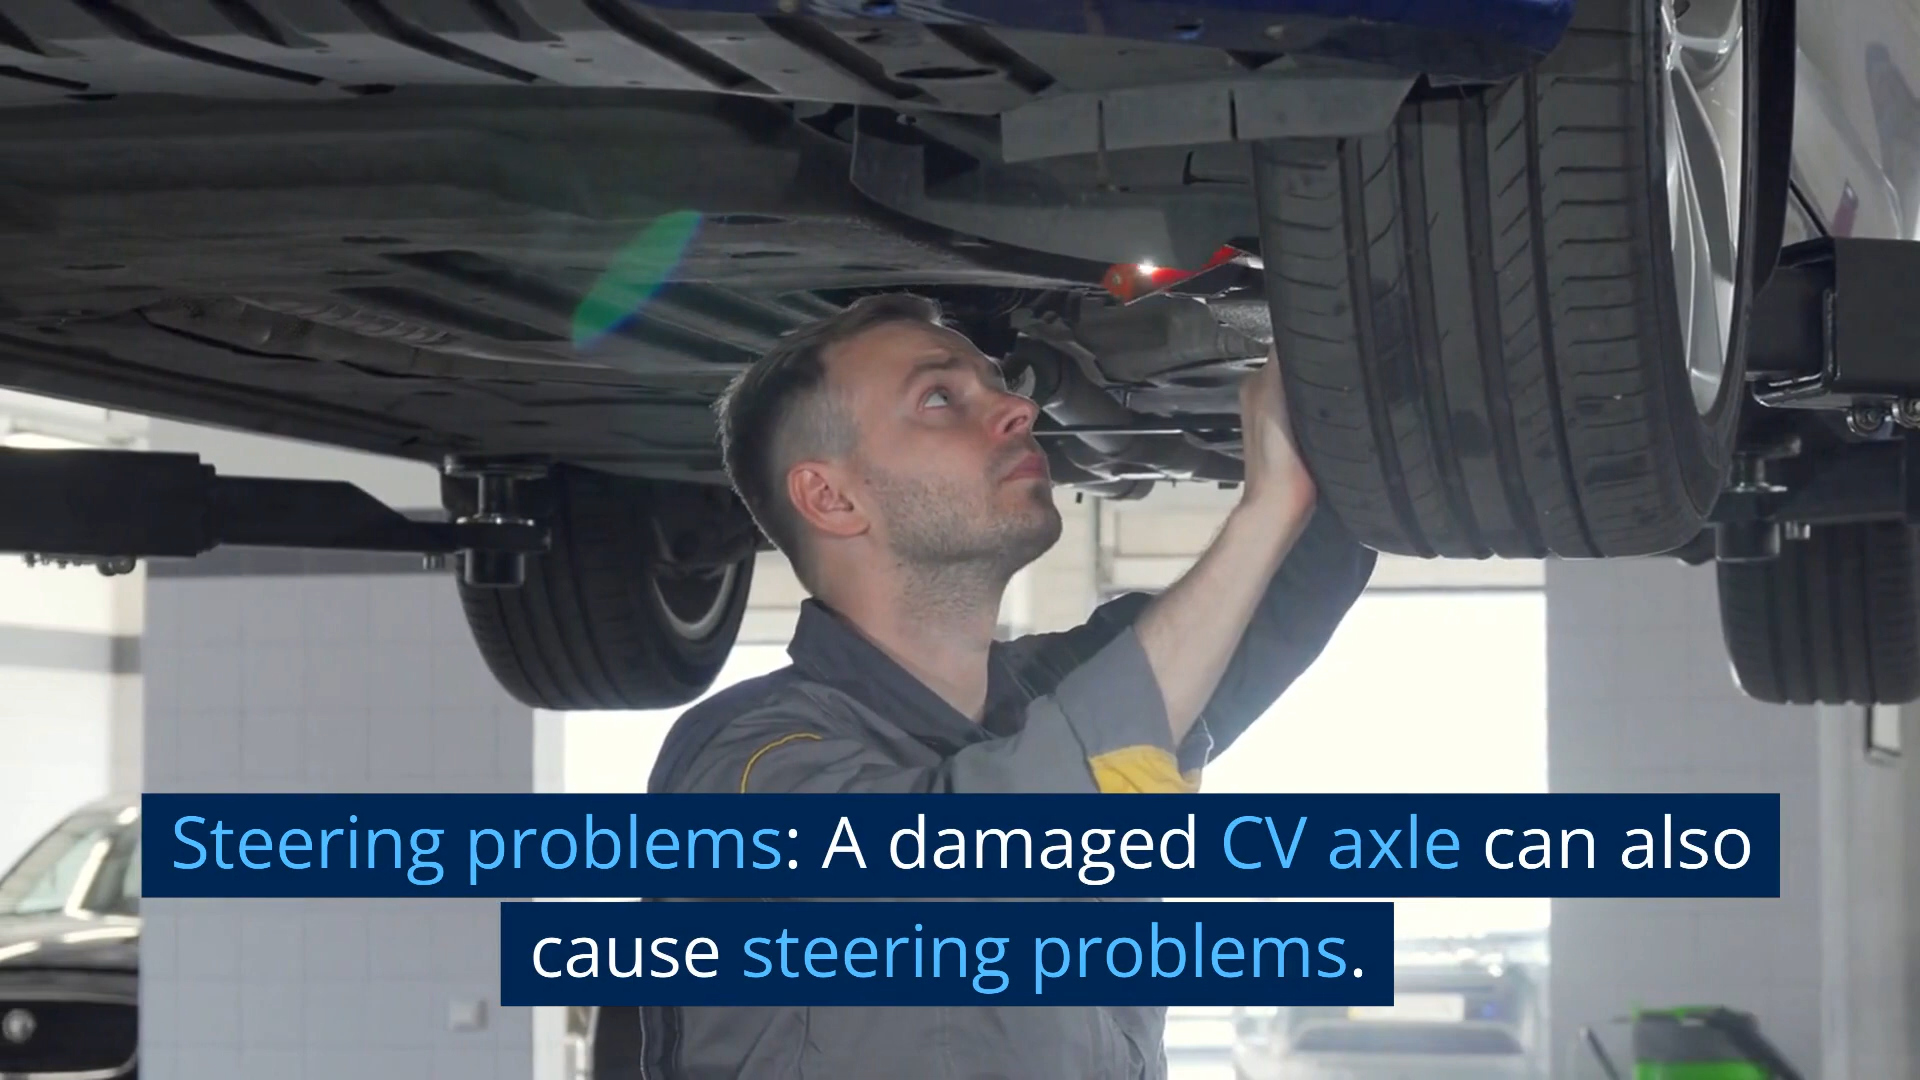 Steering problems: A damaged CV axle can also
cause steering problems.